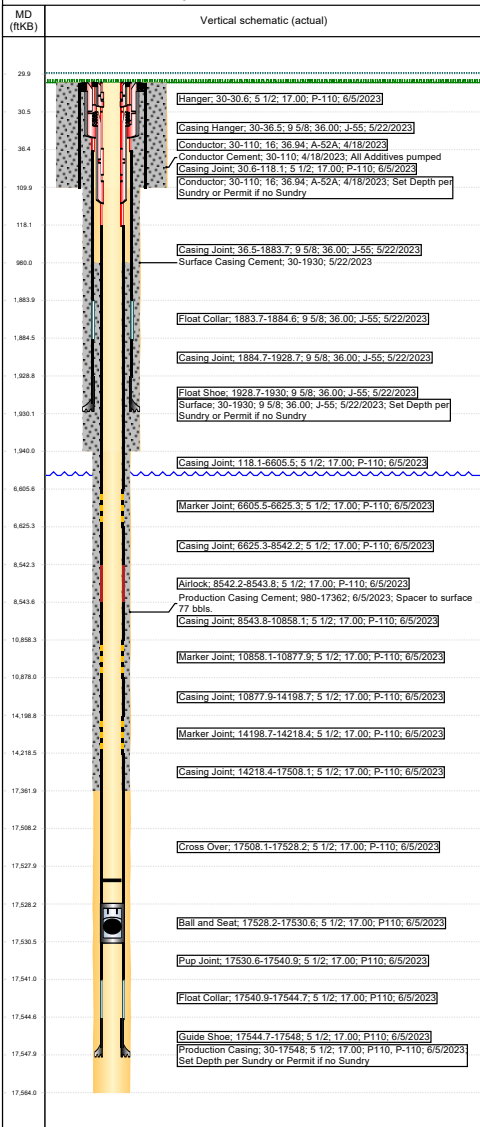 MD
(ftKB)
Vertical schematic (actual)
29.9
30.5
36.4
109.9
118.1
980.0
1,883.9
1,884.5
1,928.8
1,930.1
1,940.0
6,605.6
6,625.3
8,542.3
8,543.6
10,858.3
10,878.0
14,198.8
14,218.5
17,361.9
17,508.2
17,527.9
17,528.2
17,530.5
17,541.0
17,544.6
17,547.9
17,564.0
Hanger; 30-30.6; 5 1/2; 17.00; P-110; 6/5/2023
Casing Hanger; 30-36.5; 9 5/8; 36.00; J-55; 5/22/2023
Conductor; 30-110; 16; 36.94; A-52A; 4/18/2023
Conductor Cement; 30-110; 4/18/2023; All Additives pumped
Casing Joint; 30.6-118.1; 5 1/2; 17.00; P-110; 6/5/2023
Conductor; 30-110; 16; 36.94; A-52A; 4/18/2023; Set Depth per
Sundry or Permit if no Sundry
Casing Joint; 36.5-1883.7; 9 5/8; 36.00; J-55; 5/22/2023
Surface Casing Cement; 30-1930; 5/22/2023
Float Collar; 1883.7-1884.6; 9 5/8; 36.00; J-55; 5/22/2023
Casing Joint; 1884.7-1928.7; 9 5/8; 36.00; J-55; 5/22/2023
Float Shoe; 1928.7-1930; 9 5/8; 36.00; J-55; 5/22/2023
Surface; 30-1930; 9 5/8; 36.00; J-55; 5/22/2023; Set Depth per
Sundry or Permit if no Sundry
Casing Joint; 118.1-6605.5; 5 1/2; 17.00; P-110; 6/5/2023
Marker Joint; 6605.5-6625.3; 5 1/2; 17.00; P-110; 6/5/2023
Casing Joint; 6625.3-8542.2; 5 1/2; 17.00; P-110; 6/5/2023
Airlock; 8542.2-8543.8; 5 1/2; 17.00; P-110; 6/5/2023
Production Casing Cement; 980-17362; 6/5/2023; Spacer to surface
77 bbls.
Casing Joint; 8543.8-10858.1; 5 1/2; 17.00; P-110; 6/5/2023
Marker Joint; 10858.1-10877.9; 5 1/2; 17.00; P-110; 6/5/2023
Casing Joint; 10877.9-14198.7; 5 1/2; 17.00; P-110; 6/5/2023
Marker Joint; 14198.7-14218.4; 5 1/2; 17.00; P-110; 6/5/2023
Casing Joint; 14218.4-17508.1; 5 1/2; 17.00; P-110; 6/5/2023
Cross Over; 17508.1-17528.2; 5 1/2; 17.00; P-110; 6/5/2023
Ball and Seat; 17528.2-17530.6; 5 1/2; 17.00; P110; 6/5/2023
Pup Joint; 17530.6-17540.9; 5 1/2; 17.00; P110; 6/5/2023
Float Collar; 17540.9-17544.7; 5 1/2; 17.00; P110; 6/5/2023
Guide Shoe; 17544.7-17548; 5 1/2; 17.00; P110; 6/5/2023
Production Casing; 30-17548; 5 1/2; 17.00; P110, P-110; 6/5/2023;
Set Depth per Sundry or Permit if no Sundry